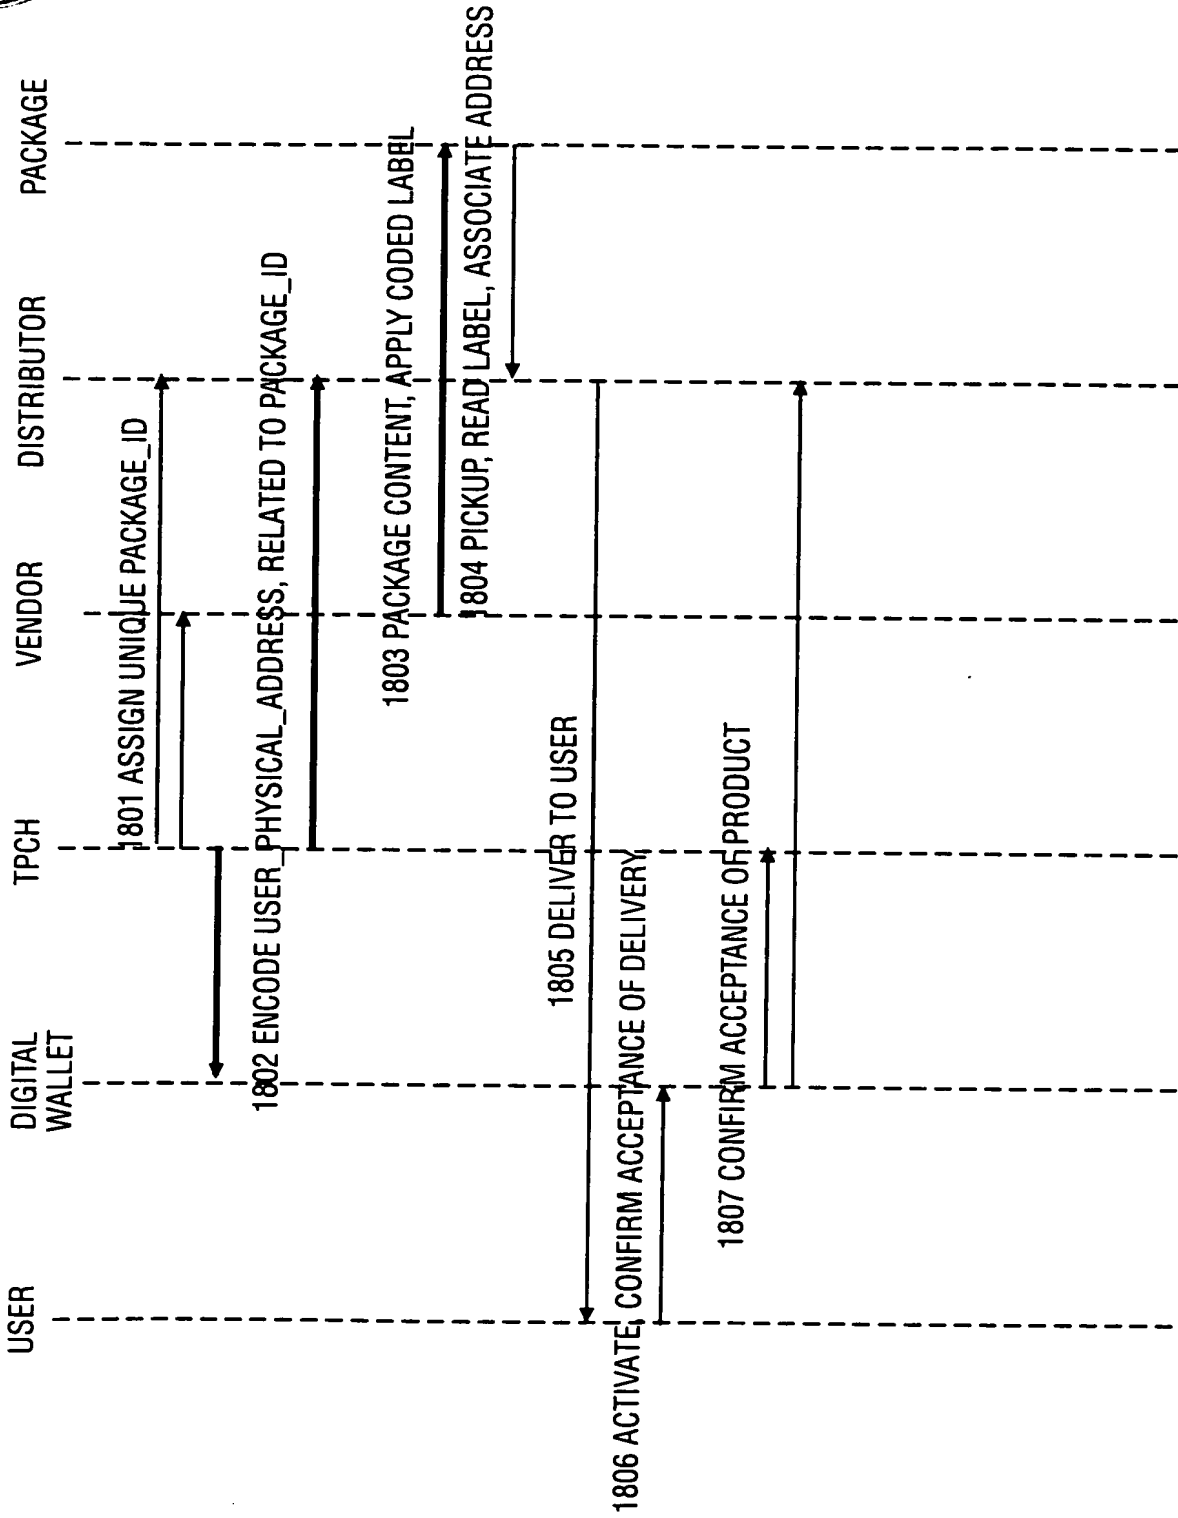 USER
DIGITAL
WALLET
TPCH
VENDOR
DISTRIBUTOR
PACKAGE
1801 ASSIGN UNIQUE PACKAGE_ID
1802 ENCODE USER_PHYSICAL_ADDRESS, RELATED TO PACKAGE_ID
1803 PACKAGE CONTENT, APPLY CODED LABEL
1804 PICKUP, READ LABEL, ASSOCIATE ADDRESS
1805 DELIVER TO USER
1806 ACTIVATE, CONFIRM ACCEPTANCE OF DELIVERY
1807 CONFIRM ACCEPTANCE OF PRODUCT